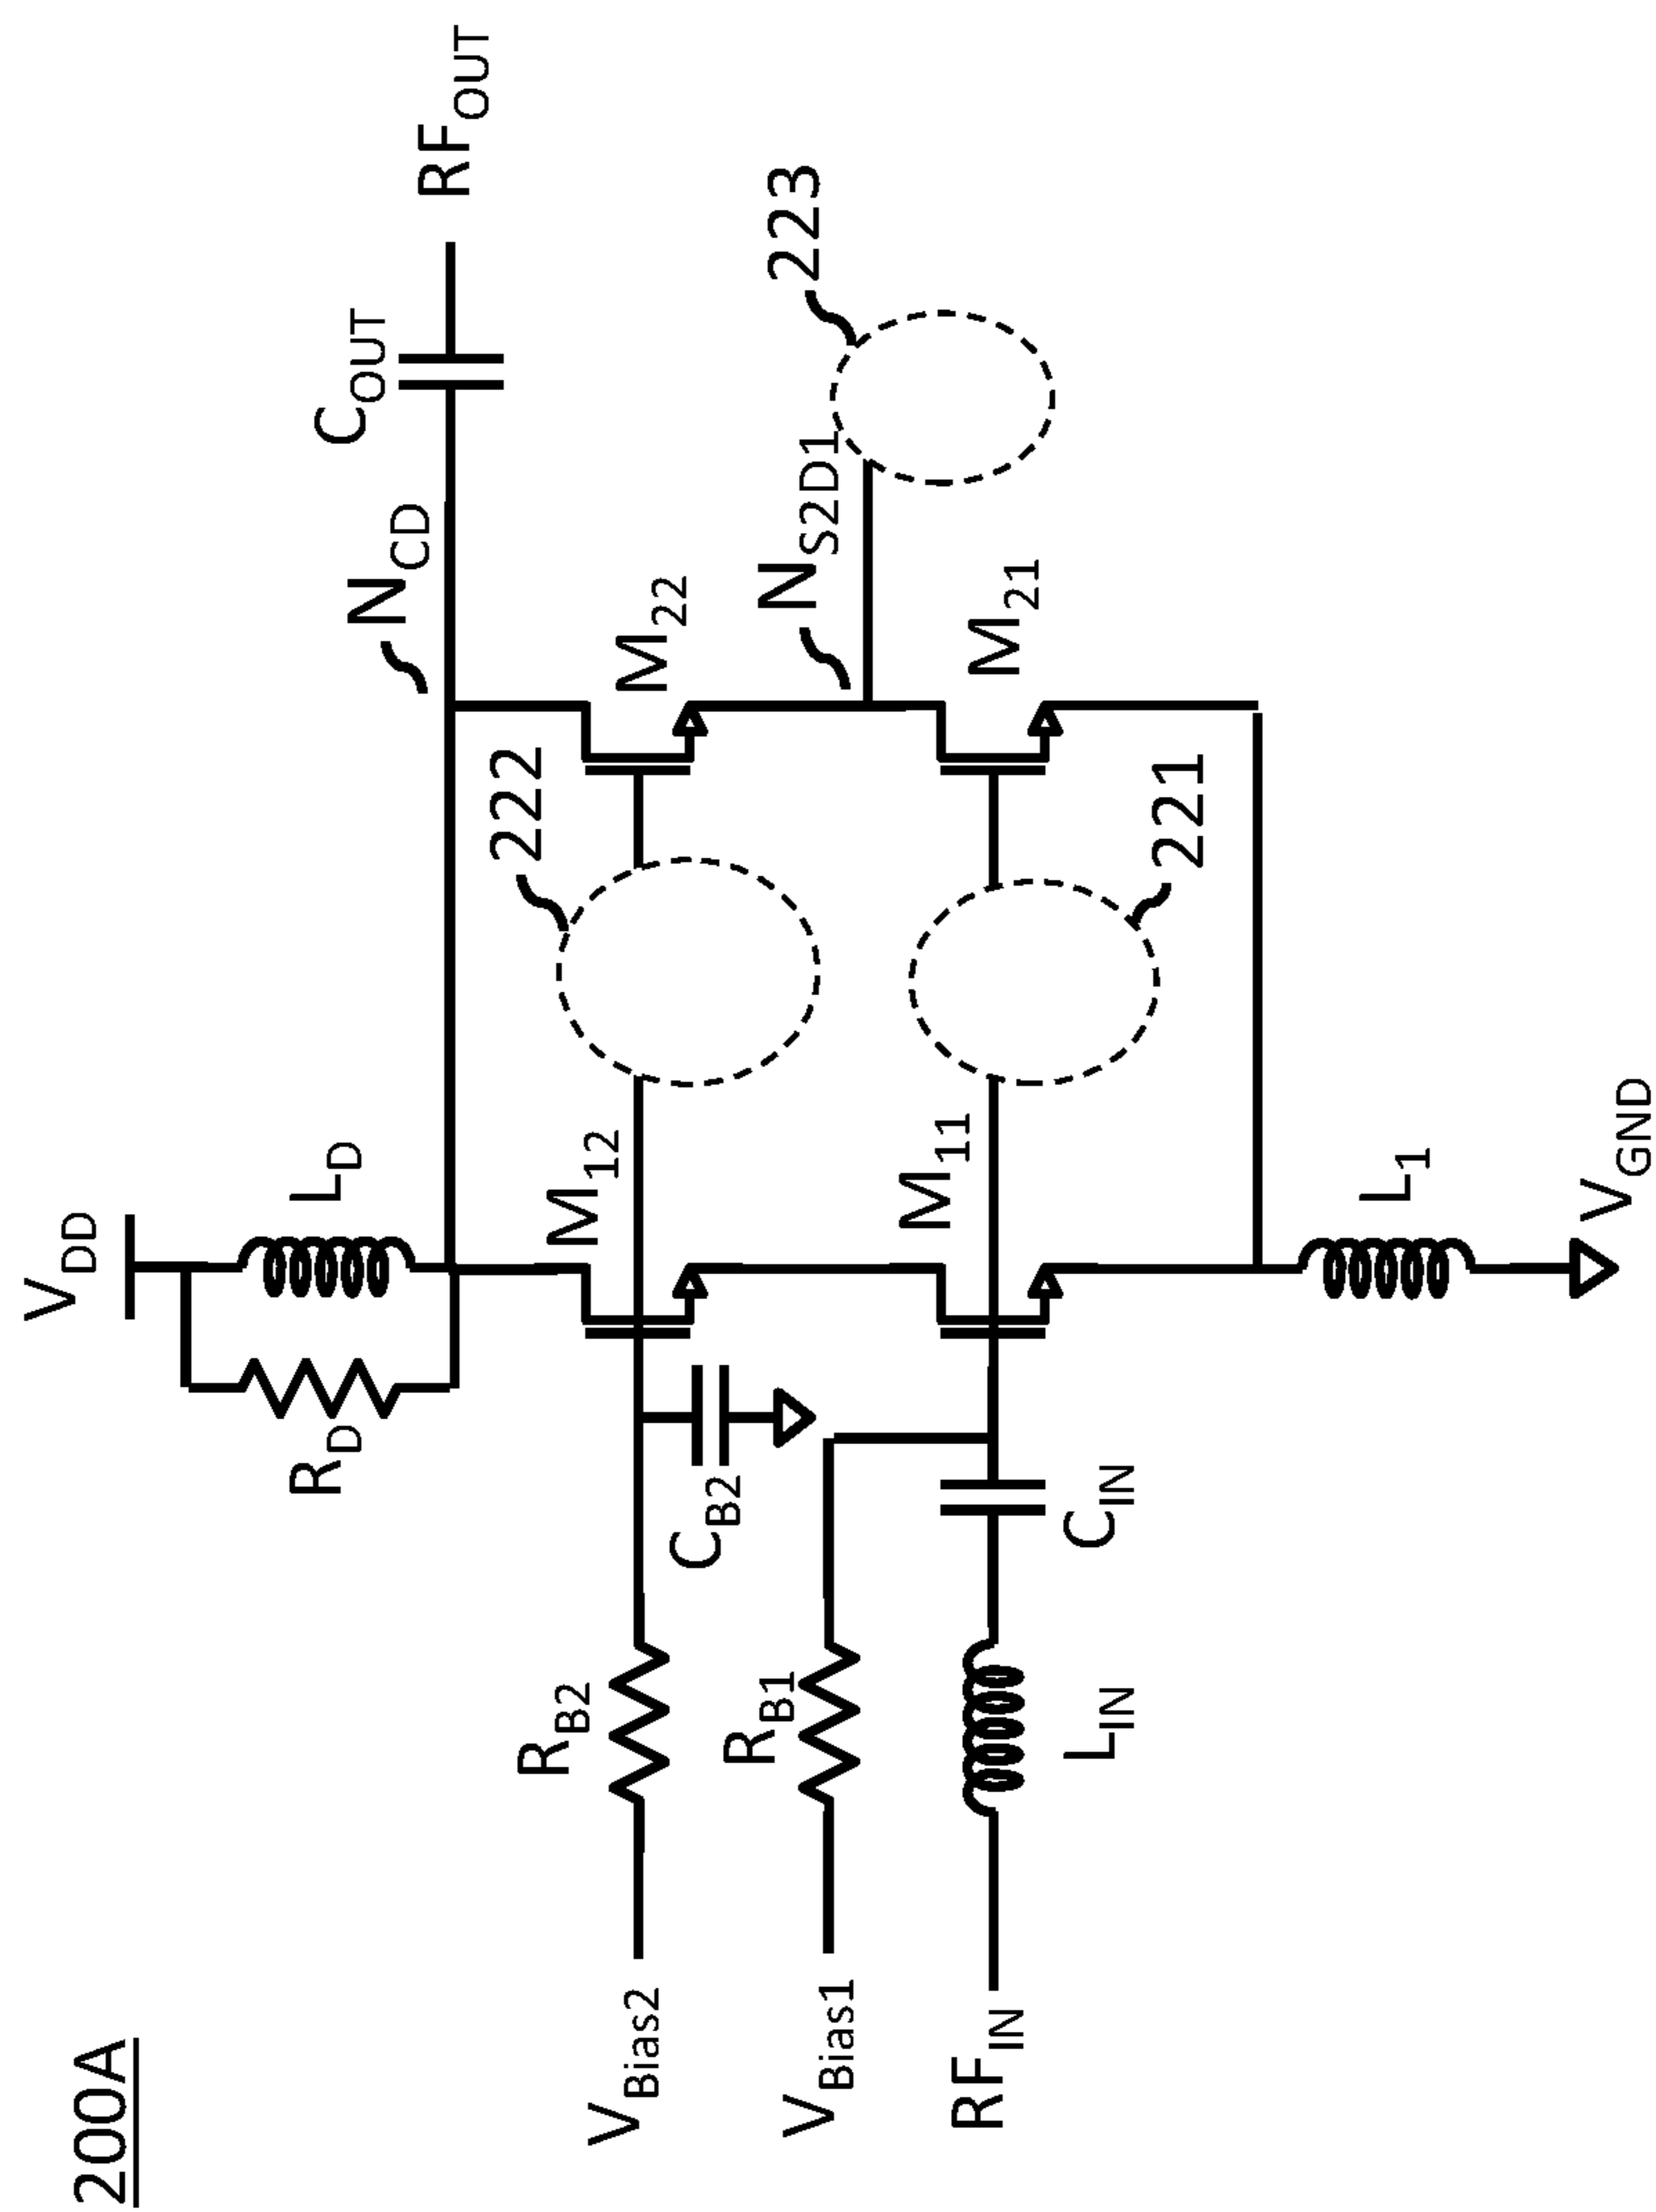 200A
V_DD
R_D
L_D
N_CD
C_OUT
RF_OUT
V_Bias2
R_B2
C_B2
M_12
222
M_22
V_Bias1
R_B1
N_S2D1
223
RF_IN
L_IN
C_IN
M_11
221
M_21
L_1
V_GND